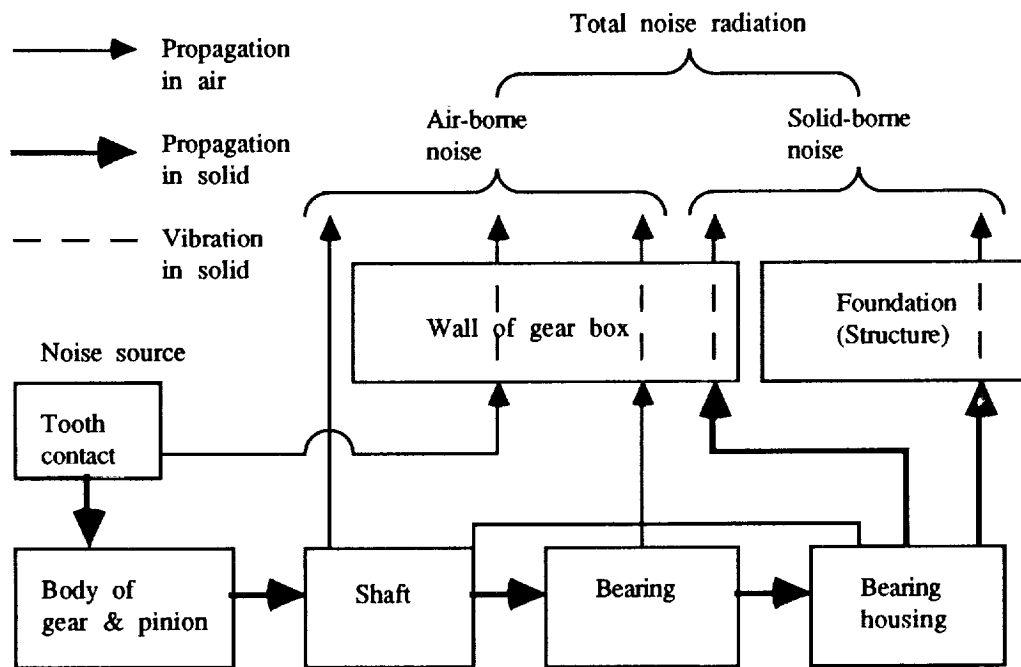 Total noise radiation
Propagation
in air
Air-borne
noise
Solid-borne
noise
Propagation
in solid
Vibration
in solid
Wall of gear box
Foundation
(Structure)
Noise source
Tooth
contact
Body of
gear & pinion
Shaft
Bearing
Bearing
housing